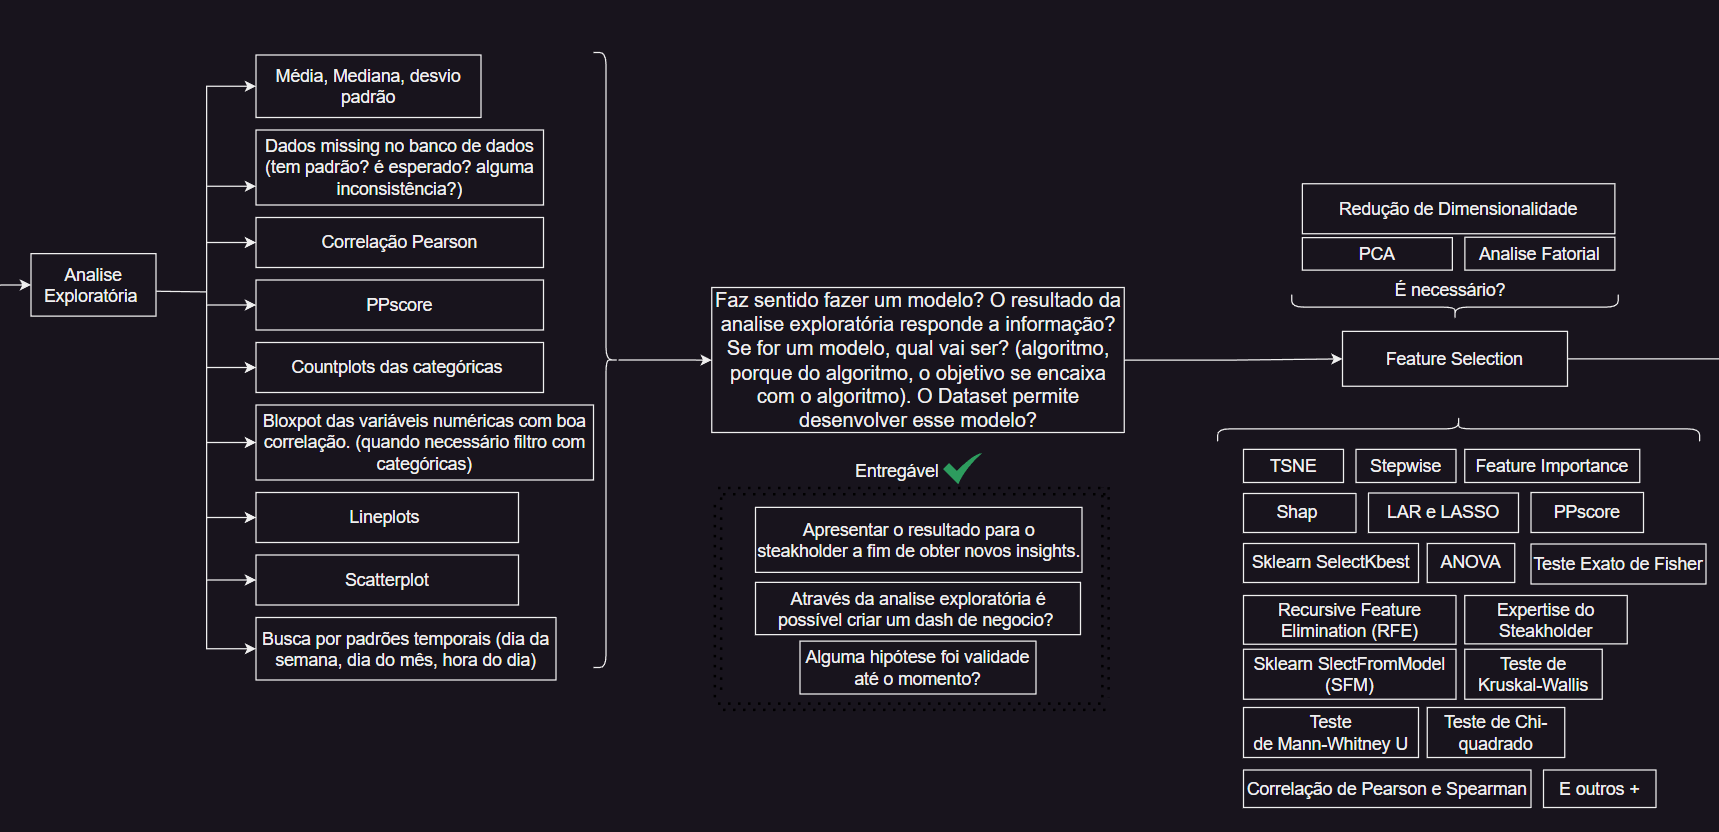 Analise
Exploratória
Média, Mediana, desvio
padrão
Dados missing no banco de dados
(tem padrão? é esperado? alguma
inconsistência?)
Correlação Pearson
PPscore
Countplots das categóricas
Bloxpot das variáveis numéricas com boa
correlação. (quando necessário filtro com
categóricas)
Lineplots
Scatterplot
Busca por padrões temporais (dia da
semana, dia do mês, hora do dia)
Faz sentido fazer um modelo? O resultado da
analise exploratória responde a informação?
Se for um modelo, qual vai ser? (algoritmo,
porque do algoritmo, o objetivo se encaixa
com o algoritmo). O Dataset permite
desenvolver esse modelo?
Entregável
Apresentar o resultado para o
steakholder a fim de obter novos insights.
Através da analise exploratória é
possível criar um dash de negocio?
Alguma hipótese foi validade
até o momento?
Redução de Dimensionalidade
PCA
Analise Fatorial
É necessário?
Feature Selection
TSNE
Stepwise
Feature Importance
Shap
LAR e LASSO
PPscore
Sklearn SelectKbest
ANOVA
Teste Exato de Fisher
Recursive Feature
Elimination (RFE)
Expertise do
Steakholder
Sklearn SlectFromModel
(SFM)
Teste de
Kruskal-Wallis
Teste
de Mann-Whitney U
Teste de Chi-
quadrado
Correlação de Pearson e Spearman
E outros +